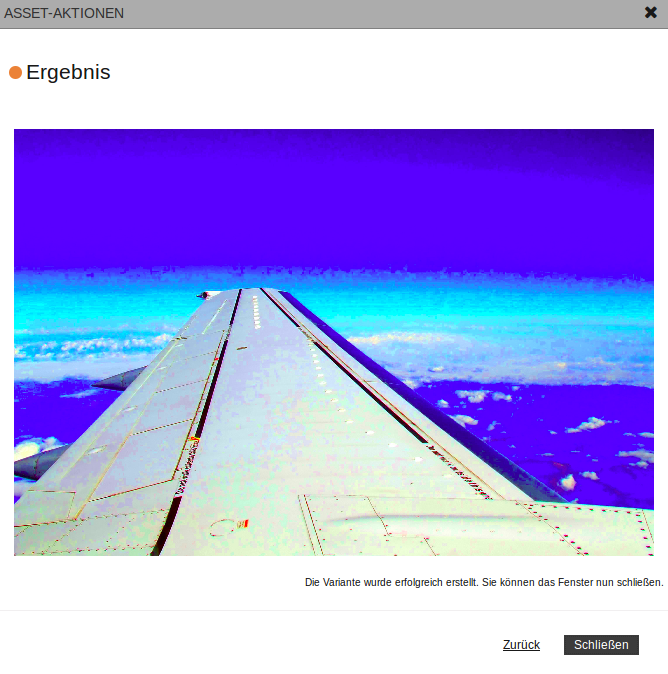 ASSET-AKTIONEN
Ergebnis
Die Variante wurde erfolgreich erstellt. Sie können das Fenster nun schließen.
Zurück
Schließen